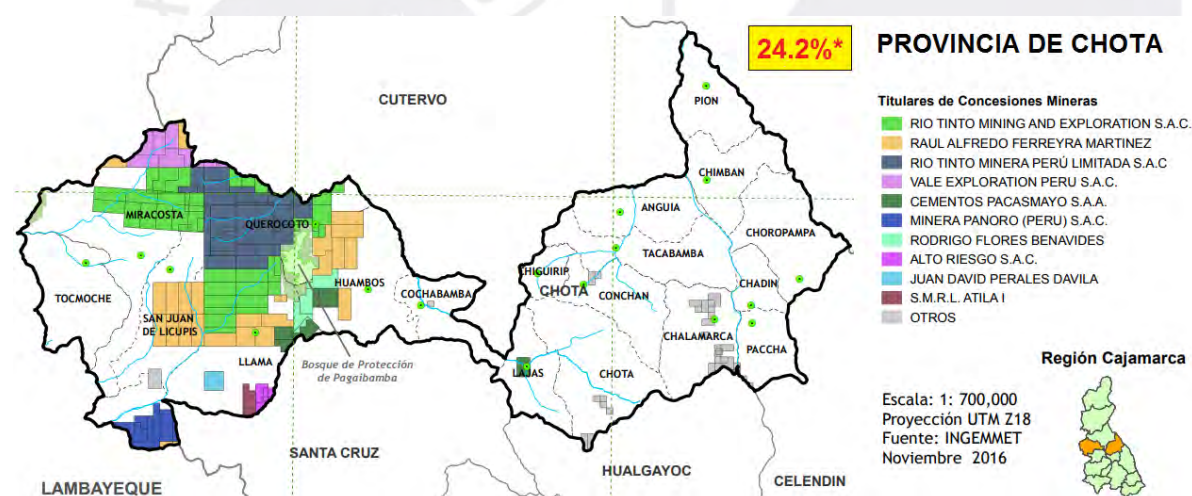 24.2%*
PROVINCIA DE CHOTA
Titulares de Concesiones Mineras
RIO TINTO MINING AND EXPLORATION S.A.C.
RAUL ALFREDO FERREYRA MARTINEZ
RIO TINTO MINERA PERÚ LIMITADA S.A.C
VALE EXPLORATION PERU S.A.C.
CEMENTOS PACASMAYO S.A.A.
MINERA PANORO (PERU) S.A.C.
RODRIGO FLORES BENAVIDES
ALTO RIESGO S.A.C.
JUAN DAVID PERALES DAVILA
S.M.R.L. ATILA I
OTROS
CUTERVO
PION
CHIMBAN
ANGUIA
MIRACOSTA
QUEROCOTO
CHOROPAMPA
TACABAMBA
CHIGUIRIP
CHADIN
HUAMBOS
COCHABAMBA
CHOTA
CONCHAN
TOCMOCHE
SAN JUAN
DE LICUPIS
CHALAMARCA
PACCHA
LLAMA
Bosque de Protección
de Pagaibamba
LAJAS
CHOTA
SANTA CRUZ
HUALGAYOC
CELENDIN
LAMBAYEQUE
Región Cajamarca
Escala: 1: 700,000
Proyección UTM Z18
Fuente: INGEMMET
Noviembre 2016